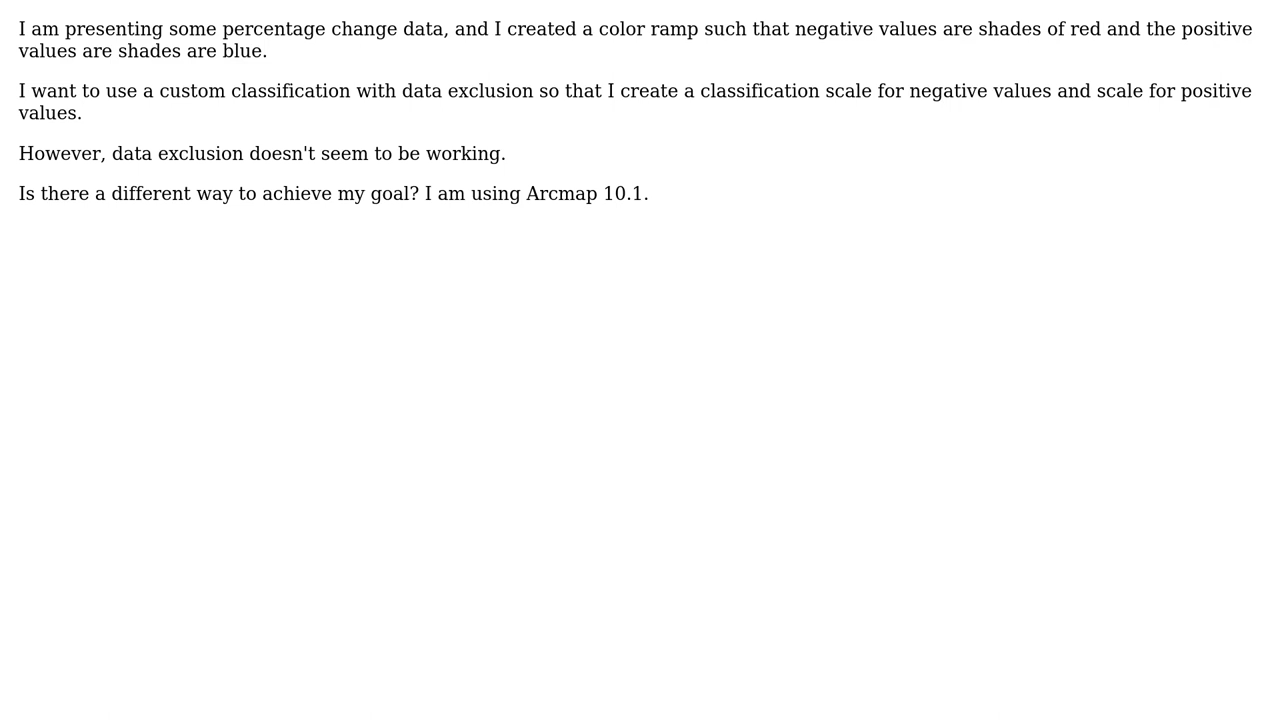 I am presenting some percentage change data, and I created a color ramp such that negative values are shades of red and the positive
values are shades are blue.
I want to use a custom classification with data exclusion so that I create a classification scale for negative values and scale for positive
values.
However, data exclusion doesn't seem to be working.
Is there a different way to achieve my goal? I am using Arcmap 10.1.